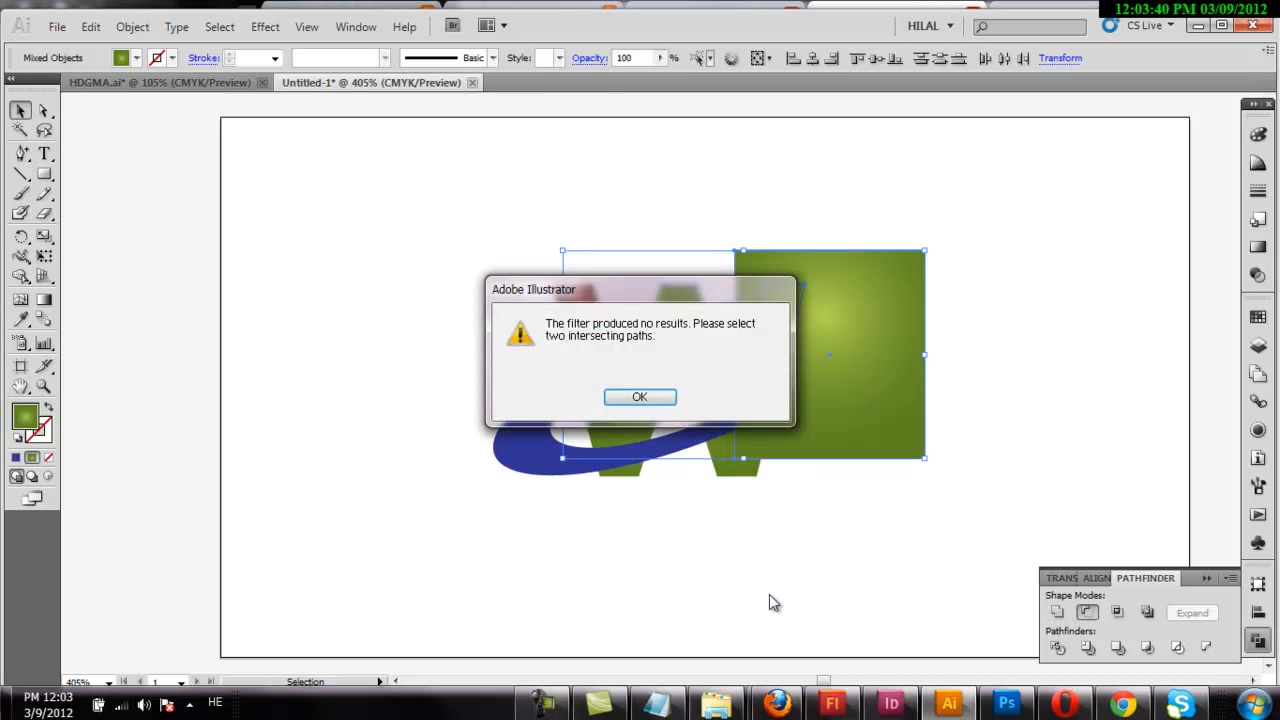 12:03:40 PM 03/09/2012
Ai File Edit Object Type Select Effect View Window Help Br HILAL CS Live
Mixed Objects Stroke: Basic Style: Opacity: 100 % Transform
HDGMA.ai* @ 105% (CMYK/Preview) Untitled-1* @ 405% (CMYK/Preview)
Adobe Illustrator
The filter produced no results. Please select
two intersecting paths.
OK
TRANS ALIGN PATHFINDER
Shape Modes:
Expand
Pathfinders:
405% 1 Selection
PM 12:03
3/9/2012
HE
Fl
Id
Ai
Ps